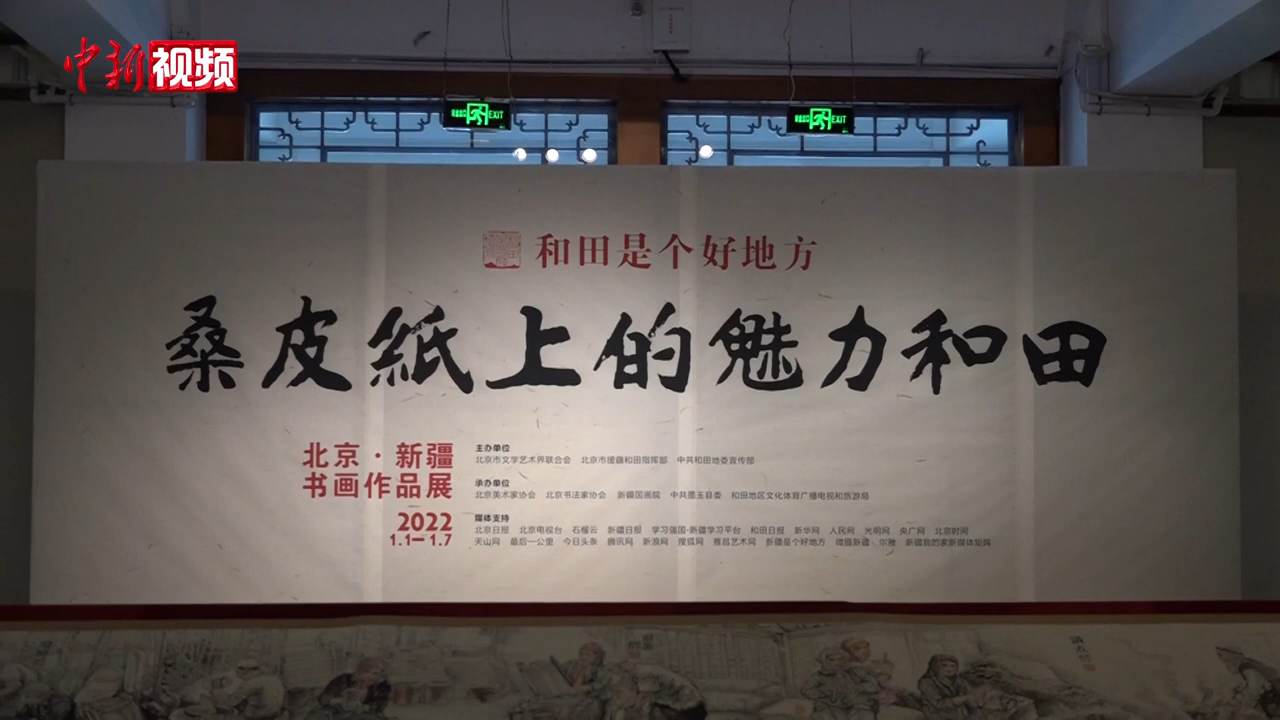 中新视频
EXIT
EXIT
和田是个好地方
桑皮紙上的魅力和田
北京·新疆
书画作品展
2022
1.1—1.7
主办单位
北京市文学艺术界联合会 北京市援疆和田指挥部 中共和田地委宣传部
承办单位
北京美术家协会 北京书法家协会 新疆国画院 中共墨玉县委 和田地区文化体育广播电视和旅游局
媒体支持
北京日报 北京电视台 石榴云 新疆日报 学习强国-新疆学习平台 和田日报 新华网 人民网 光明网 央广网 北京时间
天山网 最后一公里 今日头条 腾讯网 新浪网 搜狐网 雅昌艺术网 新疆是个好地方 微猫新疆 尔雅 新疆我的家新媒体矩阵